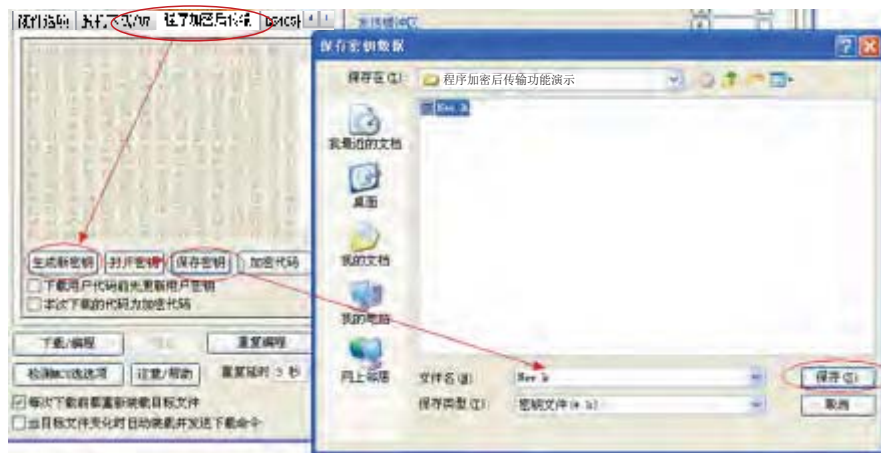 程序加密后传输
保存密钥数据
保存在(I):
程序加密后传输功能演示
我最近的文档
桌面
我的文档
我的电脑
网上邻居
生成新密钥
打开密钥
保存密钥
加密代码
下载用户代码前先更新用户密钥
本次下载的代码为加密代码
下载/编程
重复编程
检测MCU选项
注意/帮助
重复延时 3 秒
每次下载前都重新装载目标文件
当目标文件变化时自动装载并发送下载命令
文件名(N):
保存(S)
保存类型(T):
取消